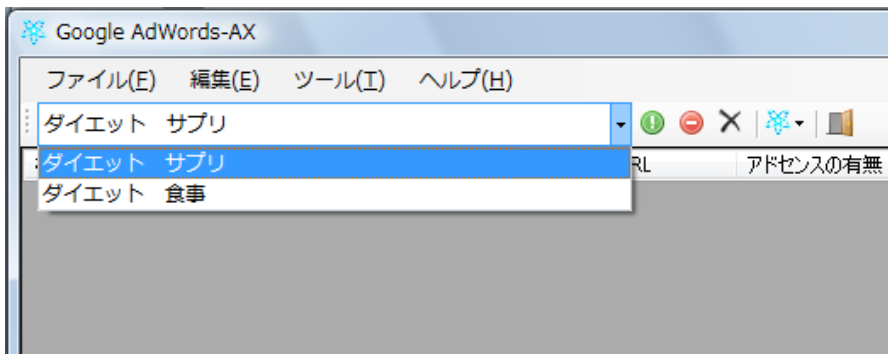 Google AdWords-AX
ファイル(F) 編集(E) ツール(T) ヘルプ(H)
ダイエット　サプリ
ダイエット　サプリ
RL アドセンスの有無
ダイエット　食事